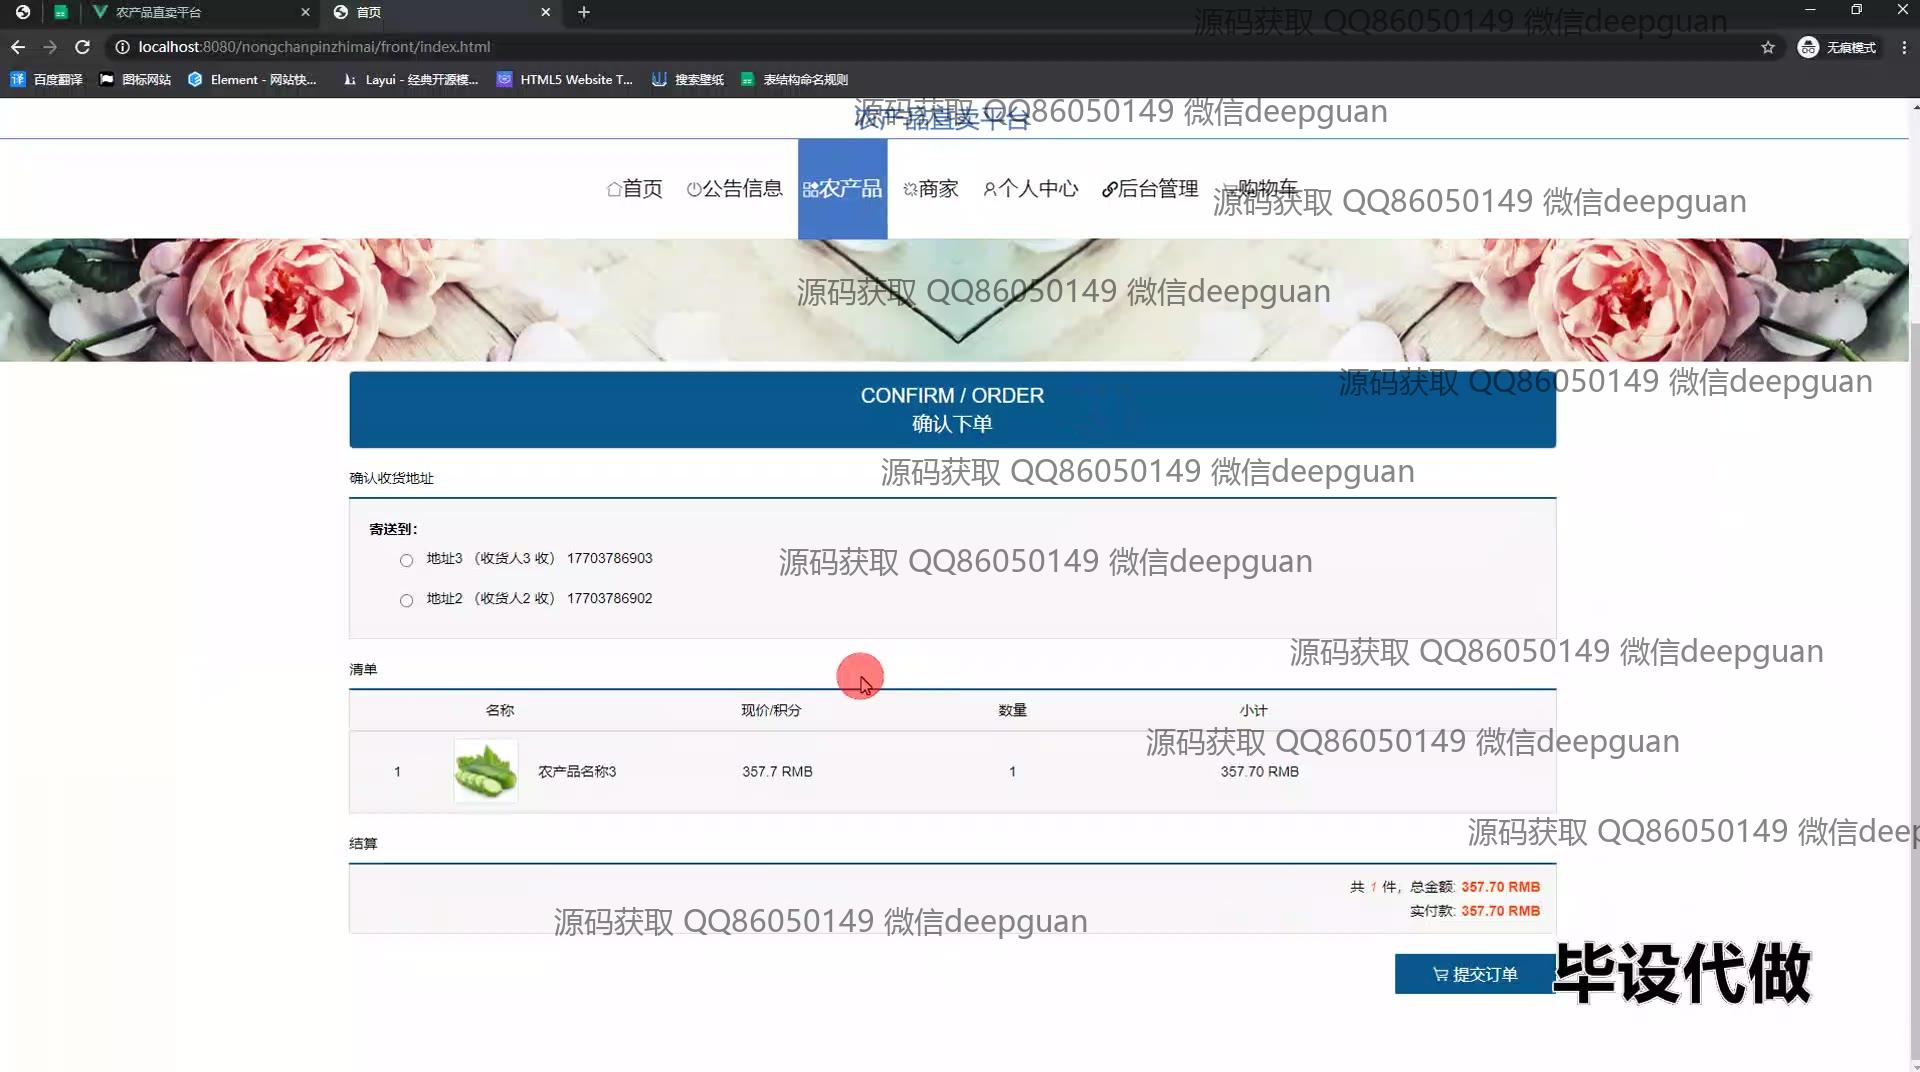 农产品直卖平台
首页
源码获取 QQ86050149 微信deepguan
localhost:8080/nongchanpinzhimai/front/index.html
无痕模式
百度翻译
图标网站
Element - 网站快...
Layui - 经典开源模...
HTML5 Website T...
搜索壁纸
表结构命名规则
农产品直卖平台
源码获取 QQ86050149 微信deepguan
首页
公告信息
农产品
商家
个人中心
后台管理
购物车
源码获取 QQ86050149 微信deepguan
源码获取 QQ86050149 微信deepguan
源码获取 QQ86050149 微信deepguan
CONFIRM / ORDER
确认下单
源码获取 QQ86050149 微信deepguan
确认收货地址
寄送到：
地址3 （收货人3 收） 17703786903
源码获取 QQ86050149 微信deepguan
地址2 （收货人2 收） 17703786902
源码获取 QQ86050149 微信deepguan
清单
名称 现价/积分 数量 小计
源码获取 QQ86050149 微信deepguan
1 农产品名称3 357.7 RMB 1 357.70 RMB
源码获取 QQ86050149 微信deep
结算
共 1 件，总金额: 357.70 RMB
实付款: 357.70 RMB
源码获取 QQ86050149 微信deepguan
提交订单
毕设代做